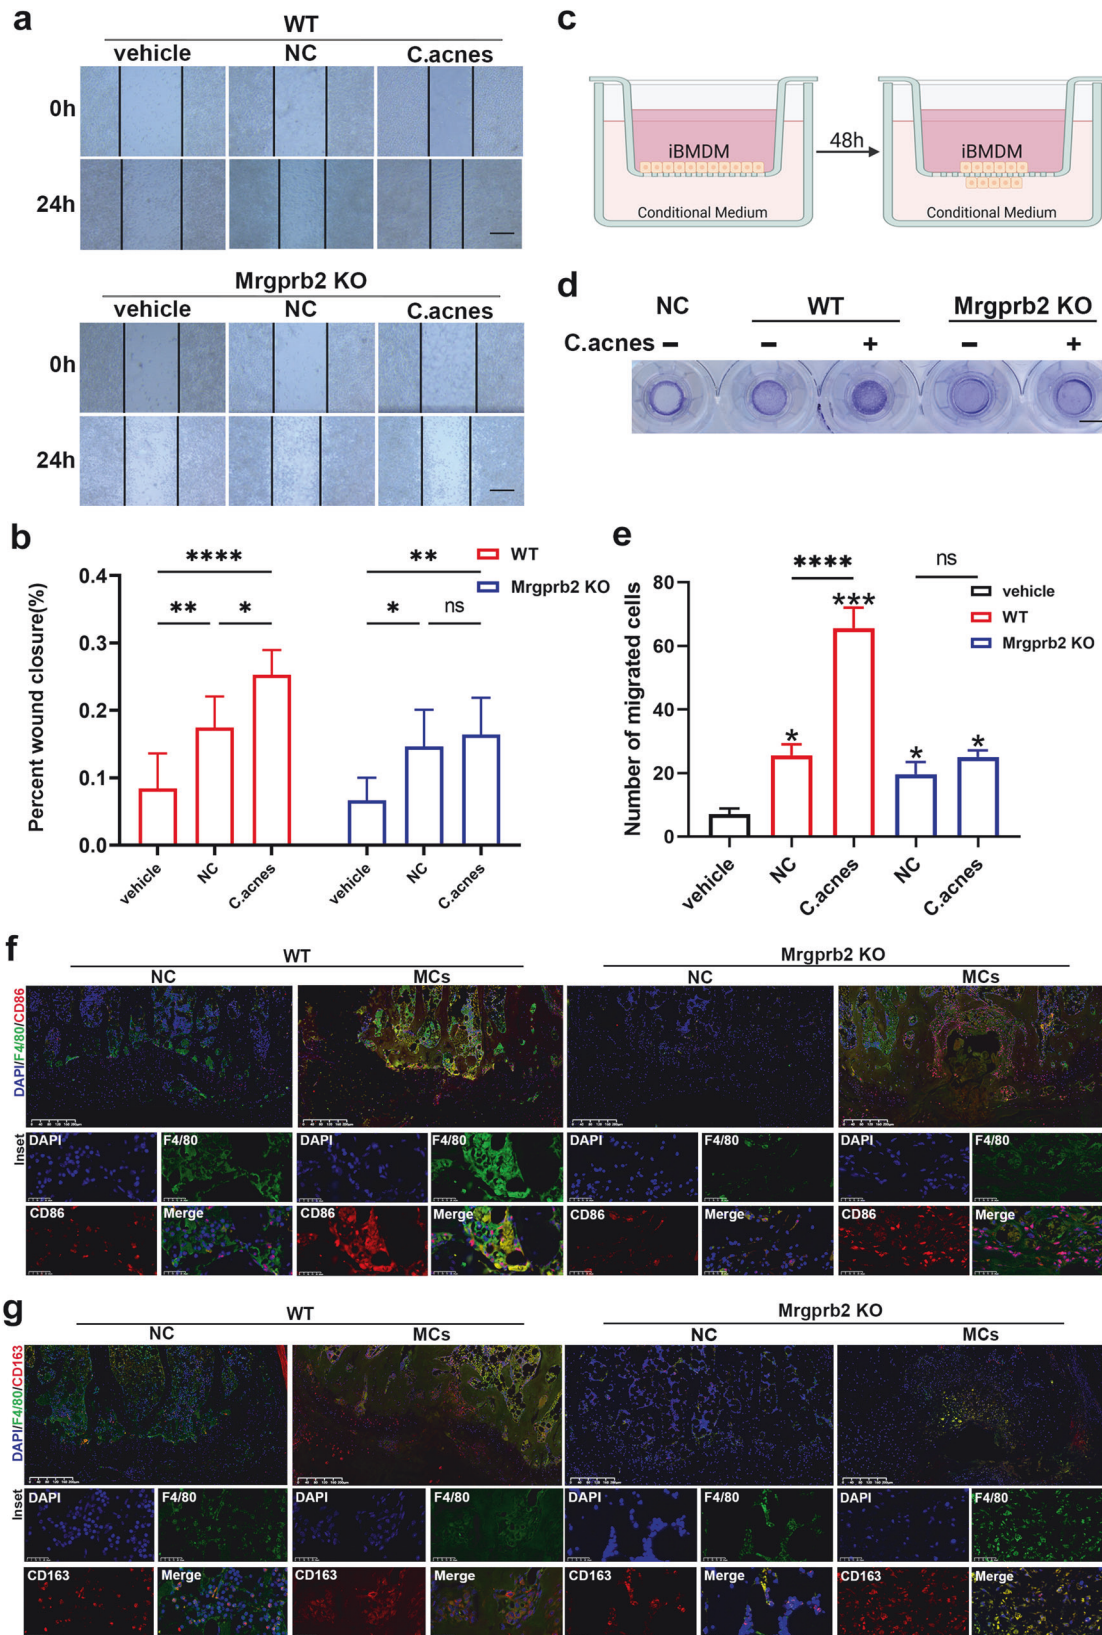 a
WT
vehicle NC C.acnes
0h
24h
Mrgprb2 KO
vehicle NC C.acnes
0h
24h
b
**** **
** * * ns
WT
Mrgprb2 KO
Percent wound closure(%)
0.4
0.3
0.2
0.1
0.0
vehicle NC C.acnes vehicle NC C.acnes
c
iBMDM
Conditional Medium
48h
iBMDM
Conditional Medium
d
NC WT Mrgprb2 KO
C.acnes − − + − +
e
**** ns
vehicle
WT
Mrgprb2 KO
Number of migrated cells
80
60
40
20
0
* *** * *
vehicle NC C.acnes NC C.acnes
f
WT Mrgprb2 KO
NC MCs NC MCs
DAPI/F4/80/CD86
Inset
DAPI F4/80 DAPI F4/80 DAPI F4/80 DAPI F4/80
CD86 Merge CD86 Merge CD86 Merge CD86 Merge
g
WT Mrgprb2 KO
NC MCs NC MCs
DAPI/F4/80/CD163
Inset
DAPI F4/80 DAPI F4/80 DAPI F4/80 DAPI F4/80
CD163 Merge CD163 Merge CD163 Merge CD163 Merge